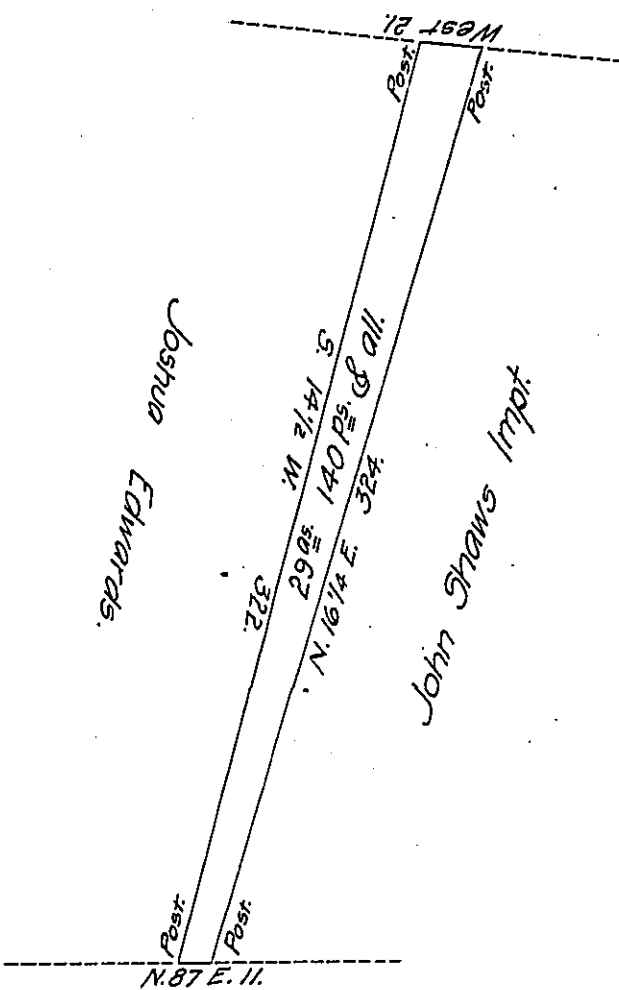 West 21.
Post.
Post.
Joshua Edwards.
S. 14½ W. 322.
29 as. 140 ps. & all.
N. 16¼ E. 324.
John Shaws Impt.
Post.
Post.
N. 87 E. 11.